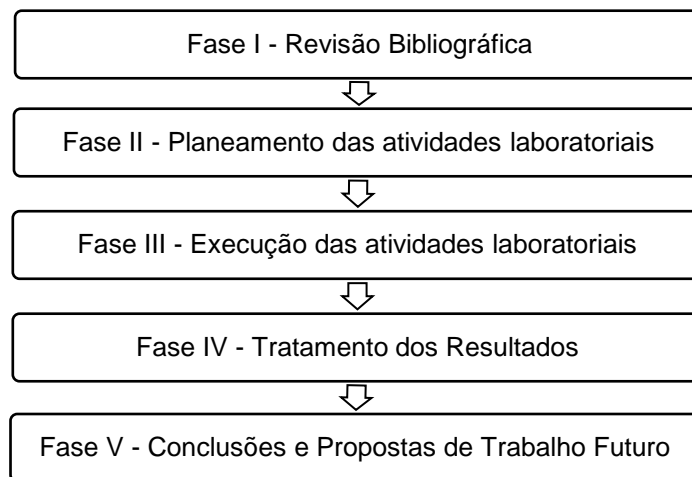 Fase I - Revisão Bibliográfica
Fase II - Planeamento das atividades laboratoriais
Fase III - Execução das atividades laboratoriais
Fase IV - Tratamento dos Resultados
Fase V - Conclusões e Propostas de Trabalho Futuro